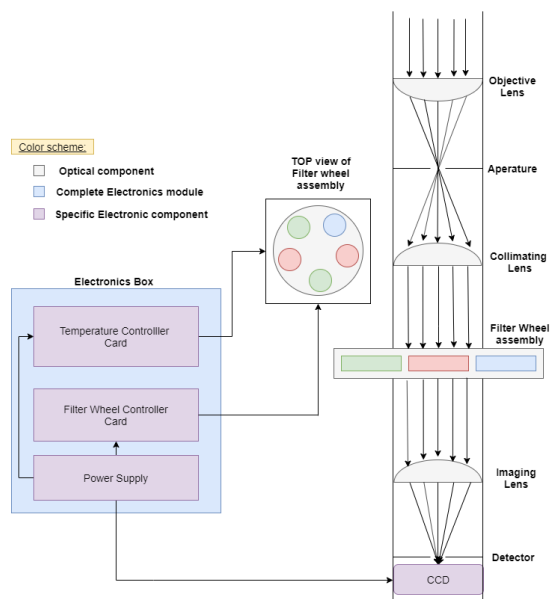 Objective
Lens
Color scheme:
Optical component
Complete Electronics module
Specific Electronic component
TOP view of
Filter wheel
assembly
Aperature
Collimating
Lens
Electronics Box
Temperature Controlller
Card
Filter Wheel
assembly
Filter Wheel Controller
Card
Power Supply
Imaging
Lens
Detector
CCD